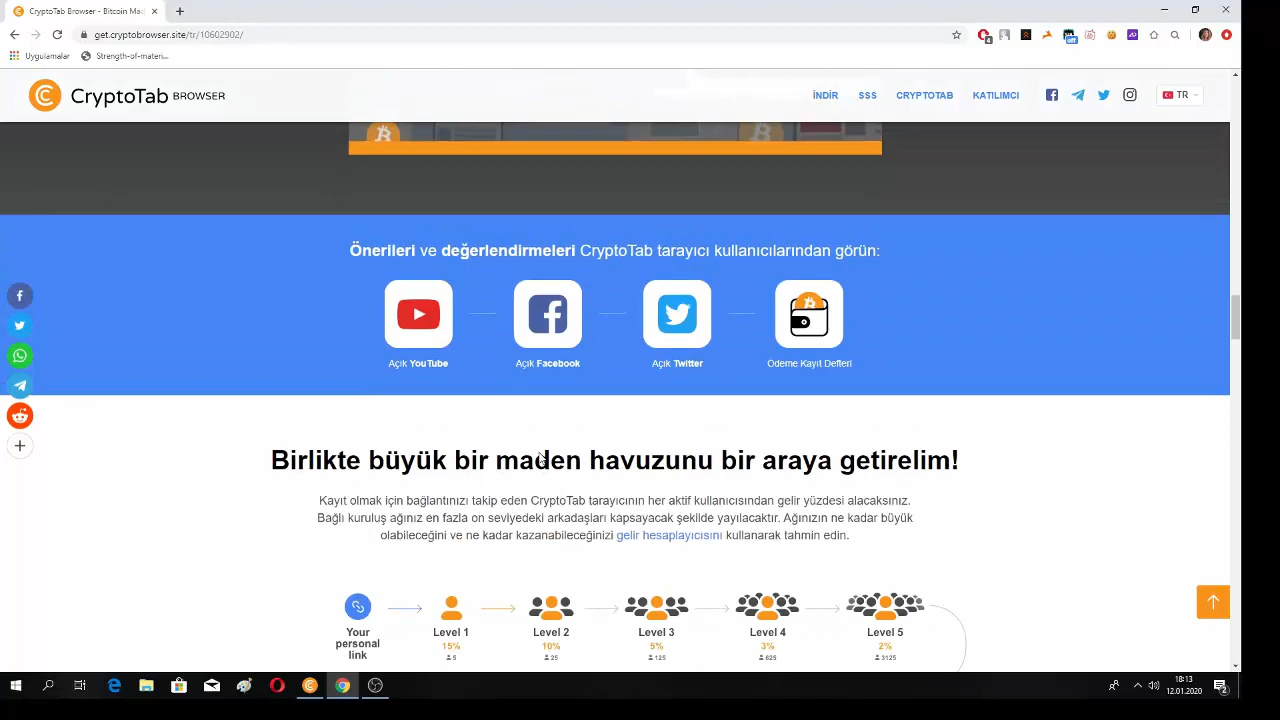 CryptoTab Browser - Bitcoin Mad
get.cryptobrowser.site/tr/10602902/
Uygulamalar
Strength-of-materi...
off
CryptoTab BROWSER
İNDİR
SSS
CRYPTOTAB
KATILIMCI
TR
Önerileri ve değerlendirmeleri CryptoTab tarayıcı kullanıcılarından görün:
Açık YouTube
Açık Facebook
Açık Twitter
Ödeme Kayıt Defteri
Birlikte büyük bir maden havuzunu bir araya getirelim!
Kayıt olmak için bağlantınızı takip eden CryptoTab tarayıcının her aktif kullanıcısından gelir yüzdesi alacaksınız.
Bağlı kuruluş ağınız en fazla on seviyedeki arkadaşları kapsayacak şekilde yayılacaktır. Ağınızın ne kadar büyük
olabileceğini ve ne kadar kazanabileceğinizi gelir hesaplayıcısını kullanarak tahmin edin.
Your
personal
link
Level 1
15%
5
Level 2
10%
25
Level 3
5%
125
Level 4
3%
625
Level 5
2%
3125
18:13
12.01.2020
2